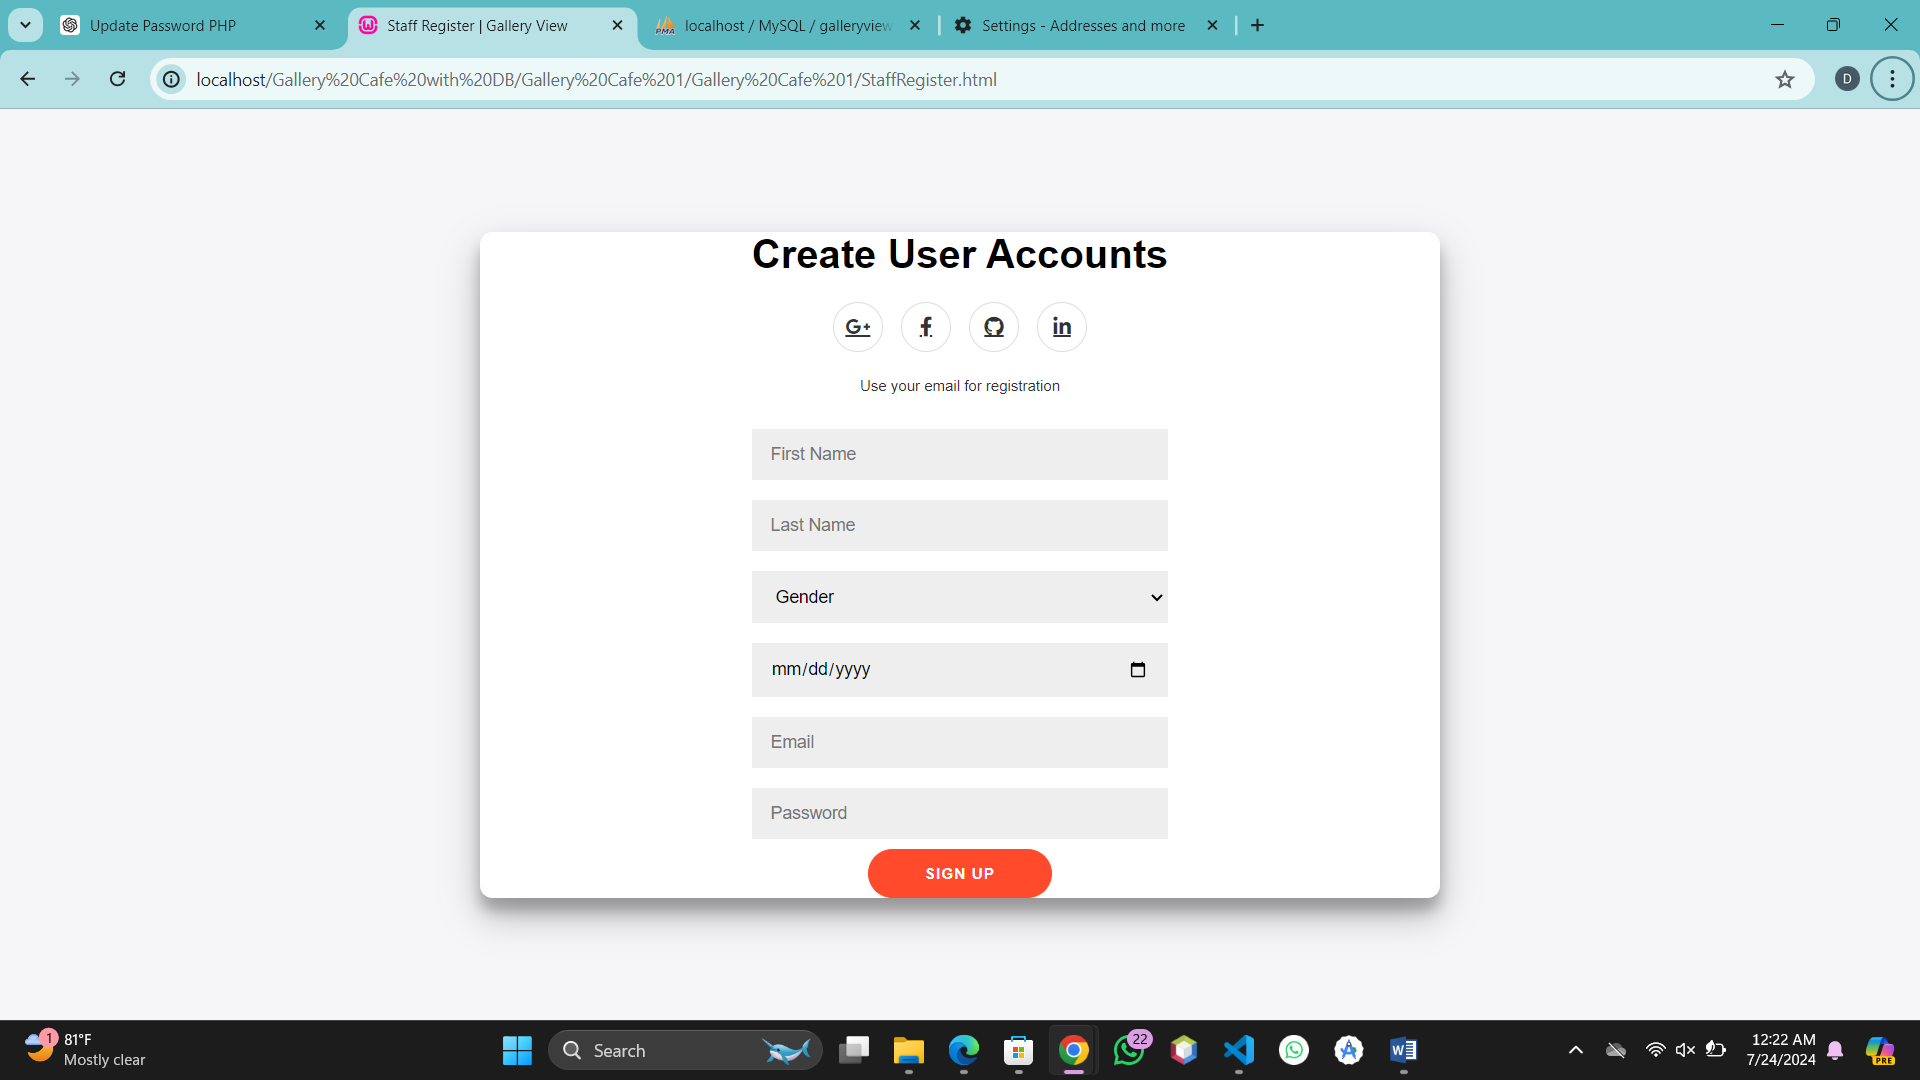 Update Password PHP
Staff Register | Gallery View
localhost / MySQL / galleryview
Settings - Addresses and more
localhost/Gallery%20Cafe%20with%20DB/Gallery%20Cafe%201/Gallery%20Cafe%201/StaffRegister.html
D
Create User Accounts
G+
f
in
Use your email for registration
First Name
Last Name
Gender
mm/dd/yyyy
Email
Password
SIGN UP
1
81°F
Mostly clear
Search
22
W
12:22 AM
7/24/2024
PRE